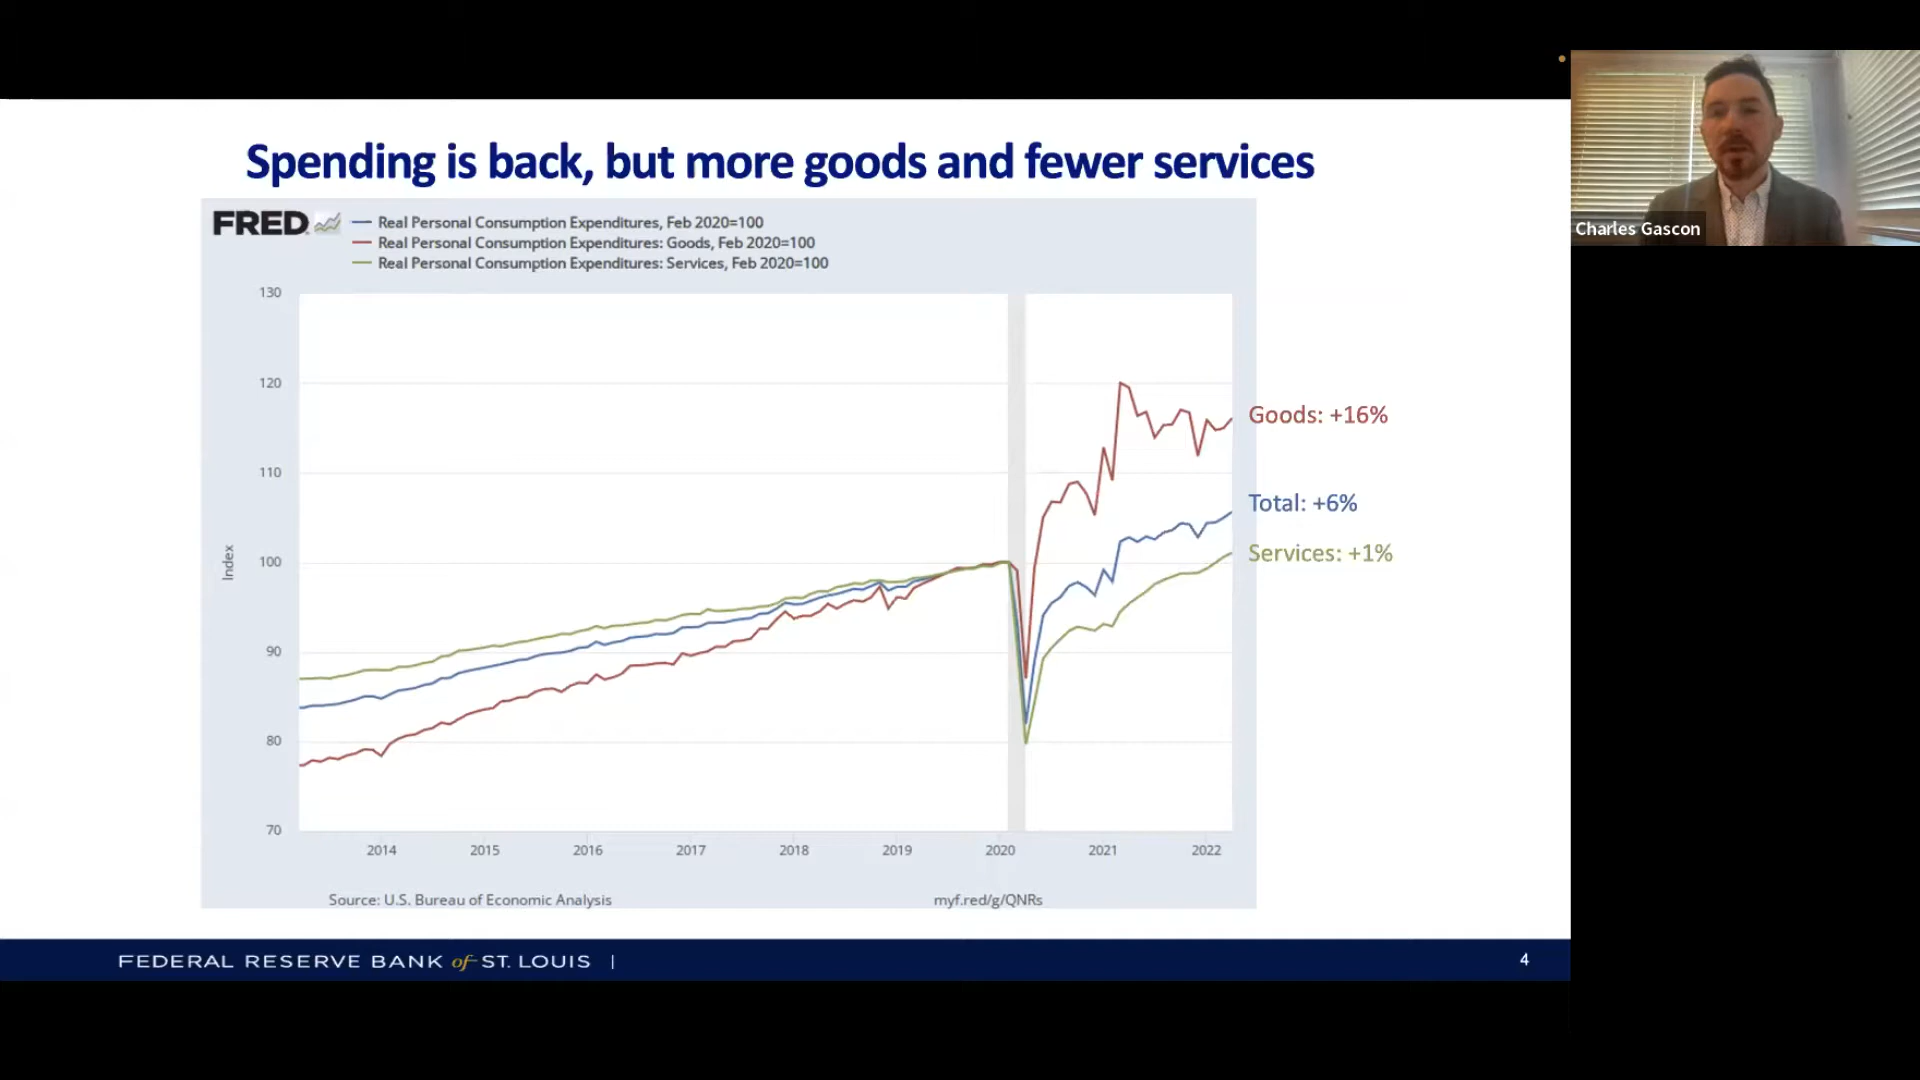 Spending is back, but more goods and fewer services
FRED
Real Personal Consumption Expenditures, Feb 2020=100
Real Personal Consumption Expenditures: Goods, Feb 2020=100
Real Personal Consumption Expenditures: Services, Feb 2020=100
130
120
110
100
90
80
70
Index
Goods: +16%
Total: +6%
Services: +1%
2014 2015 2016 2017 2018 2019 2020 2021 2022
Source: U.S. Bureau of Economic Analysis
myf.red/g/QNRs
FEDERAL RESERVE BANK of ST. LOUIS |
4
Charles Gascon